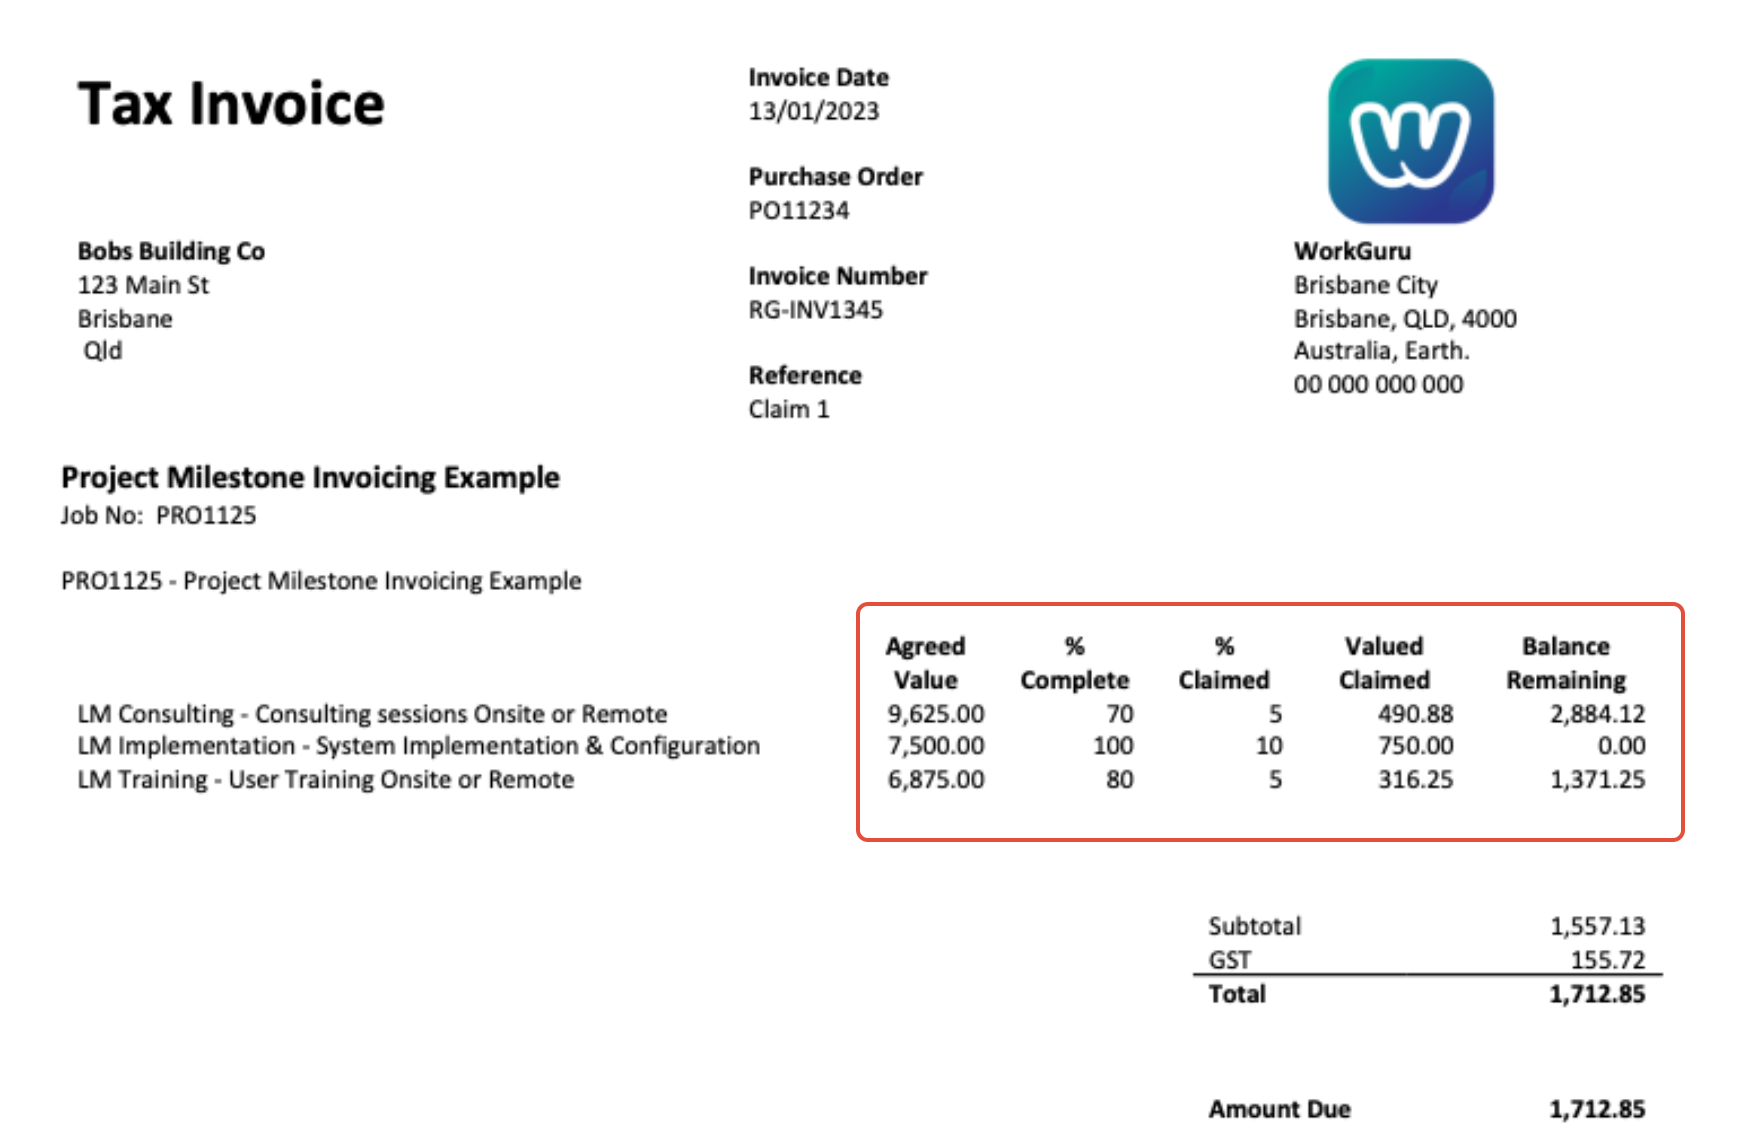 Tax Invoice
Invoice Date
13/01/2023
Purchase Order
PO11234
Invoice Number
RG-INV1345
Reference
Claim 1
W
Bobs Building Co
123 Main St
Brisbane
Qld
WorkGuru
Brisbane City
Brisbane, QLD, 4000
Australia, Earth.
00 000 000 000
Project Milestone Invoicing Example
Job No: PRO1125
PRO1125 - Project Milestone Invoicing Example
Agreed % % Valued Balance
Value Complete Claimed Claimed Remaining
LM Consulting - Consulting sessions Onsite or Remote 9,625.00 70 5 490.88 2,884.12
LM Implementation - System Implementation & Configuration 7,500.00 100 10 750.00 0.00
LM Training - User Training Onsite or Remote 6,875.00 80 5 316.25 1,371.25
Subtotal 1,557.13
GST 155.72
Total 1,712.85
Amount Due 1,712.85